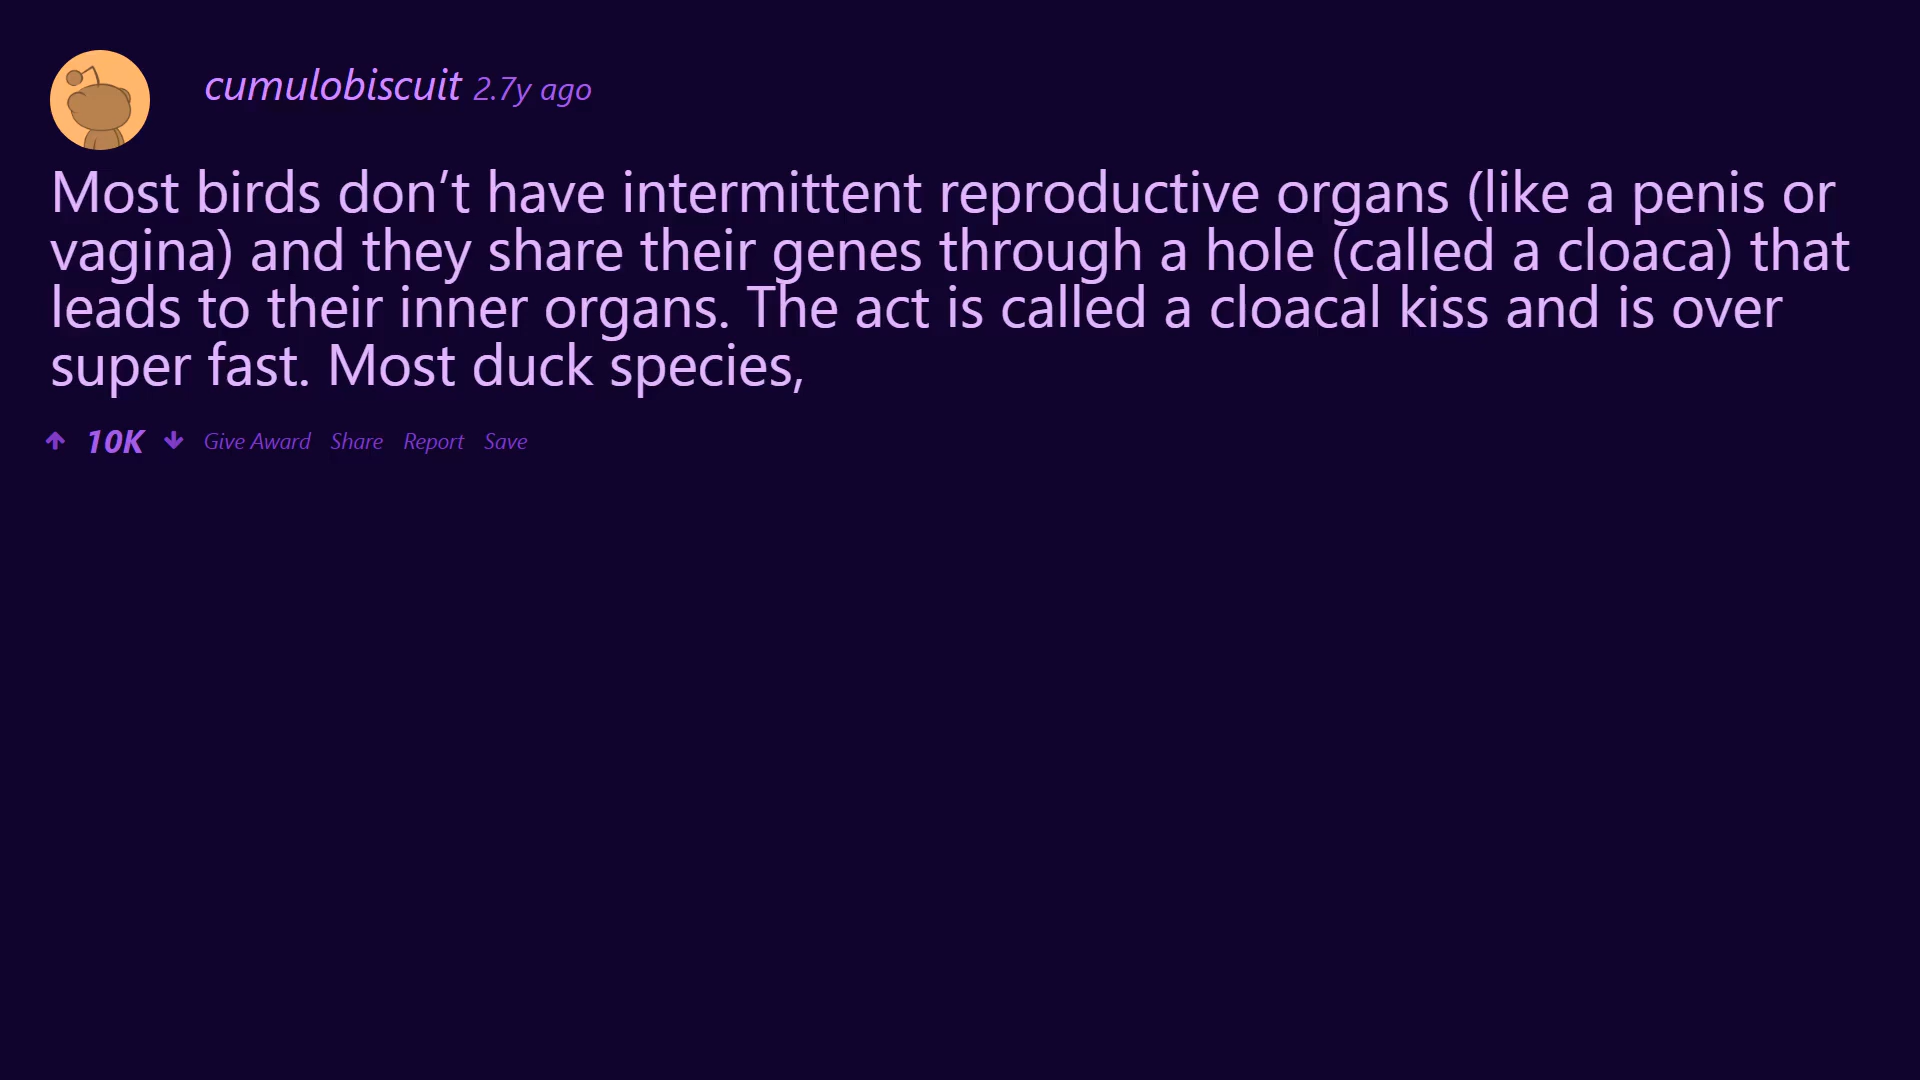 cumulobiscuit 2.7y ago
Most birds don’t have intermittent reproductive organs (like a penis or
vagina) and they share their genes through a hole (called a cloaca) that
leads to their inner organs. The act is called a cloacal kiss and is over
super fast. Most duck species,
10K Give Award Share Report Save